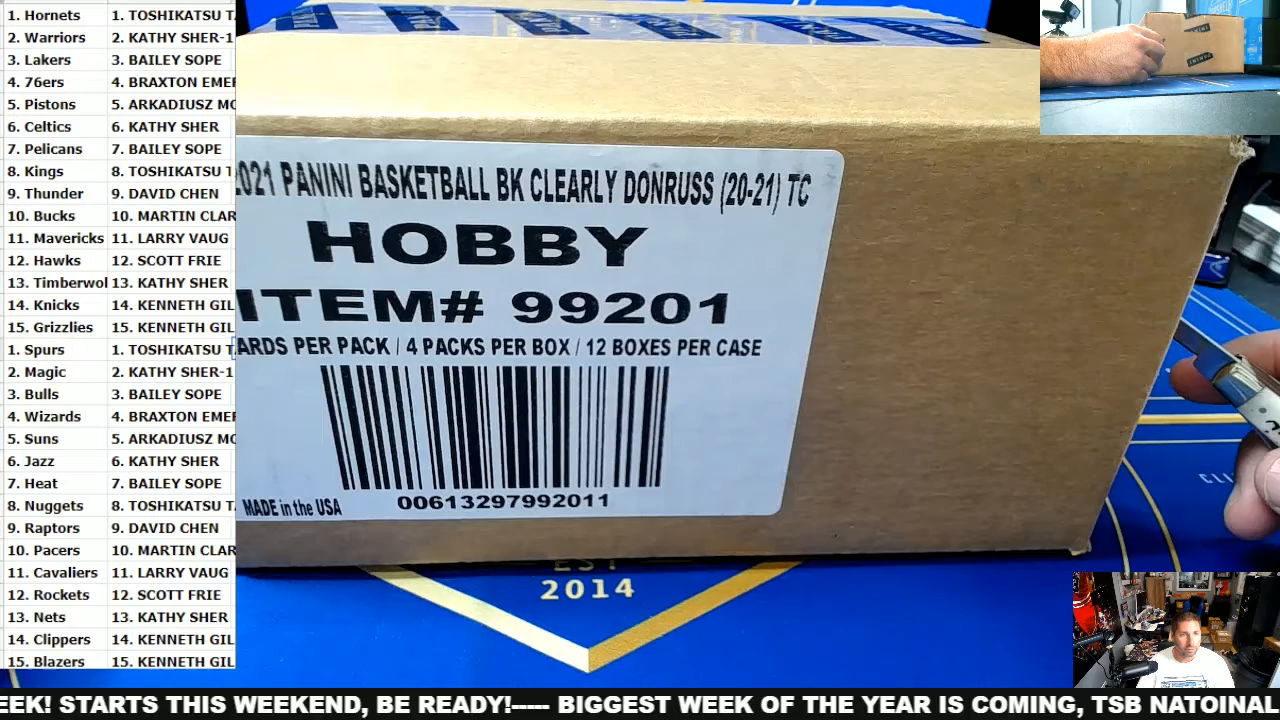 1. Hornets 1. TOSHIKATSU T
2. Warriors 2. KATHY SHER-1
3. Lakers 3. BAILEY SOPE
4. 76ers 4. BRAXTON EMER
5. Pistons 5. ARKADIUSZ MO
6. Celtics 6. KATHY SHER
7. Pelicans 7. BAILEY SOPE
8. Kings 8. TOSHIKATSU T
9. Thunder 9. DAVID CHEN
10. Bucks 10. MARTIN CLAR
11. Mavericks 11. LARRY VAUG
12. Hawks 12. SCOTT FRIE
13. Timberwol 13. KATHY SHER
14. Knicks 14. KENNETH GIL
15. Grizzlies 15. KENNETH GIL
1. Spurs 1. TOSHIKATSU T
2. Magic 2. KATHY SHER-1
3. Bulls 3. BAILEY SOPE
4. Wizards 4. BRAXTON EMER
5. Suns 5. ARKADIUSZ MO
6. Jazz 6. KATHY SHER
7. Heat 7. BAILEY SOPE
8. Nuggets 8. TOSHIKATSU T
9. Raptors 9. DAVID CHEN
10. Pacers 10. MARTIN CLAR
11. Cavaliers 11. LARRY VAUG
12. Rockets 12. SCOTT FRIE
13. Nets 13. KATHY SHER
14. Clippers 14. KENNETH GIL
15. Blazers 15. KENNETH GIL
021 PANINI BASKETBALL BK CLEARLY DONRUSS (20-21) TC
HOBBY
ITEM# 99201
ARDS PER PACK / 4 PACKS PER BOX / 12 BOXES PER CASE
MADE in the USA 00613297992011
EST
2014
EEK! STARTS THIS WEEKEND, BE READY!----- BIGGEST WEEK OF THE YEAR IS COMING, TSB NATOINAL